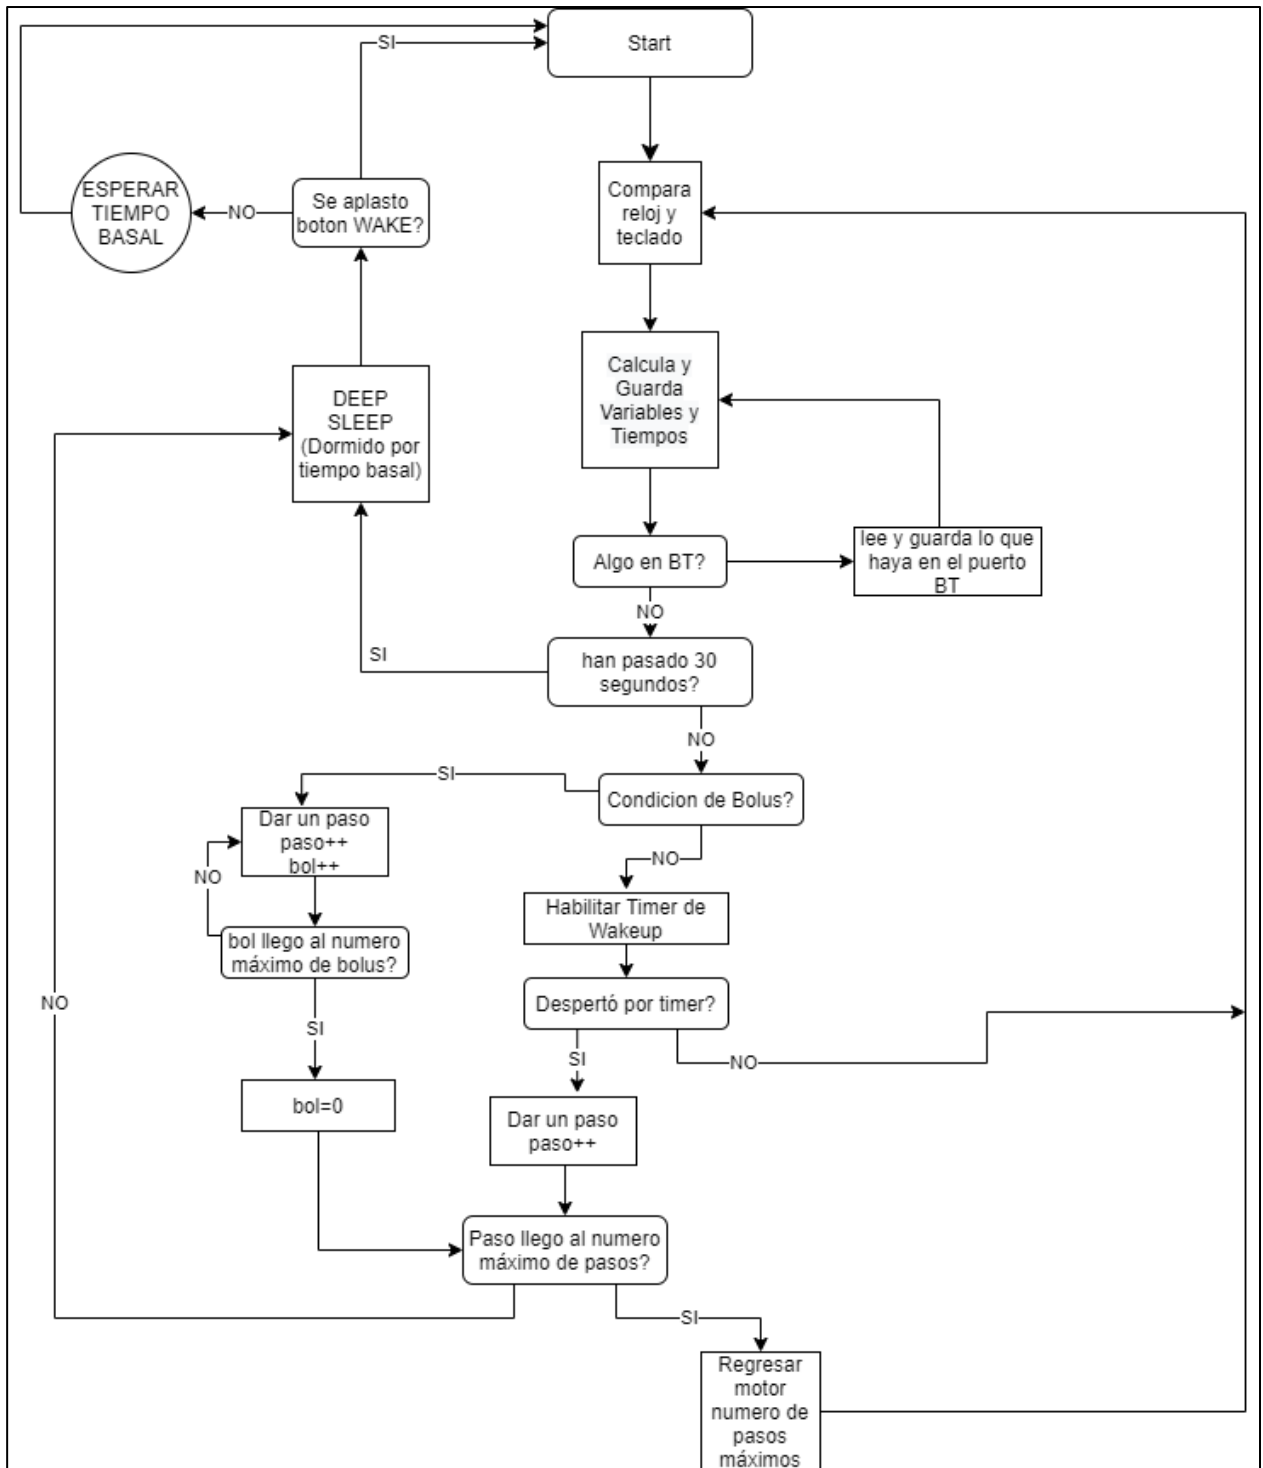 Start
SI
ESPERAR
TIEMPO
BASAL
NO
Se aplasto
boton WAKE?
Compara
reloj y
teclado
Calcula y
Guarda
Variables y
Tiempos
DEEP
SLEEP
(Dormido por
tiempo basal)
Algo en BT?
lee y guarda lo que
haya en el puerto
BT
NO
han pasado 30
segundos?
SI
NO
Condicion de Bolus?
SI
Dar un paso
paso++
bol++
NO
NO
Habilitar Timer de
Wakeup
bol llego al numero
máximo de bolus?
Despertó por timer?
NO
SI
SI
NO
bol=0
Dar un paso
paso++
Paso llego al numero
máximo de pasos?
SI
Regresar
motor
numero de
pasos
máximos